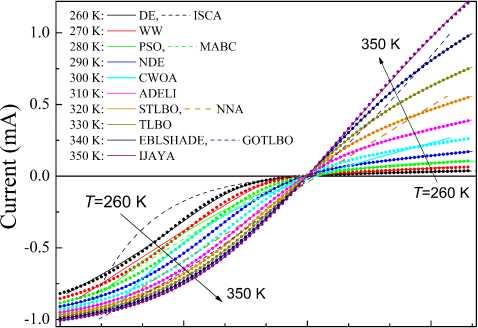 1.0
0.5
0.0
-0.5
-1.0
Current (mA)
260 K: DE, ISCA
270 K: WW
280 K: PSO, MABC
290 K: NDE
300 K: CWOA
310 K: ADELI
320 K: STLBO, NNA
330 K: TLBO
340 K: EBLSHADE, GOTLBO
350 K: IJAYA
350 K
T=260 K
T=260 K
350 K